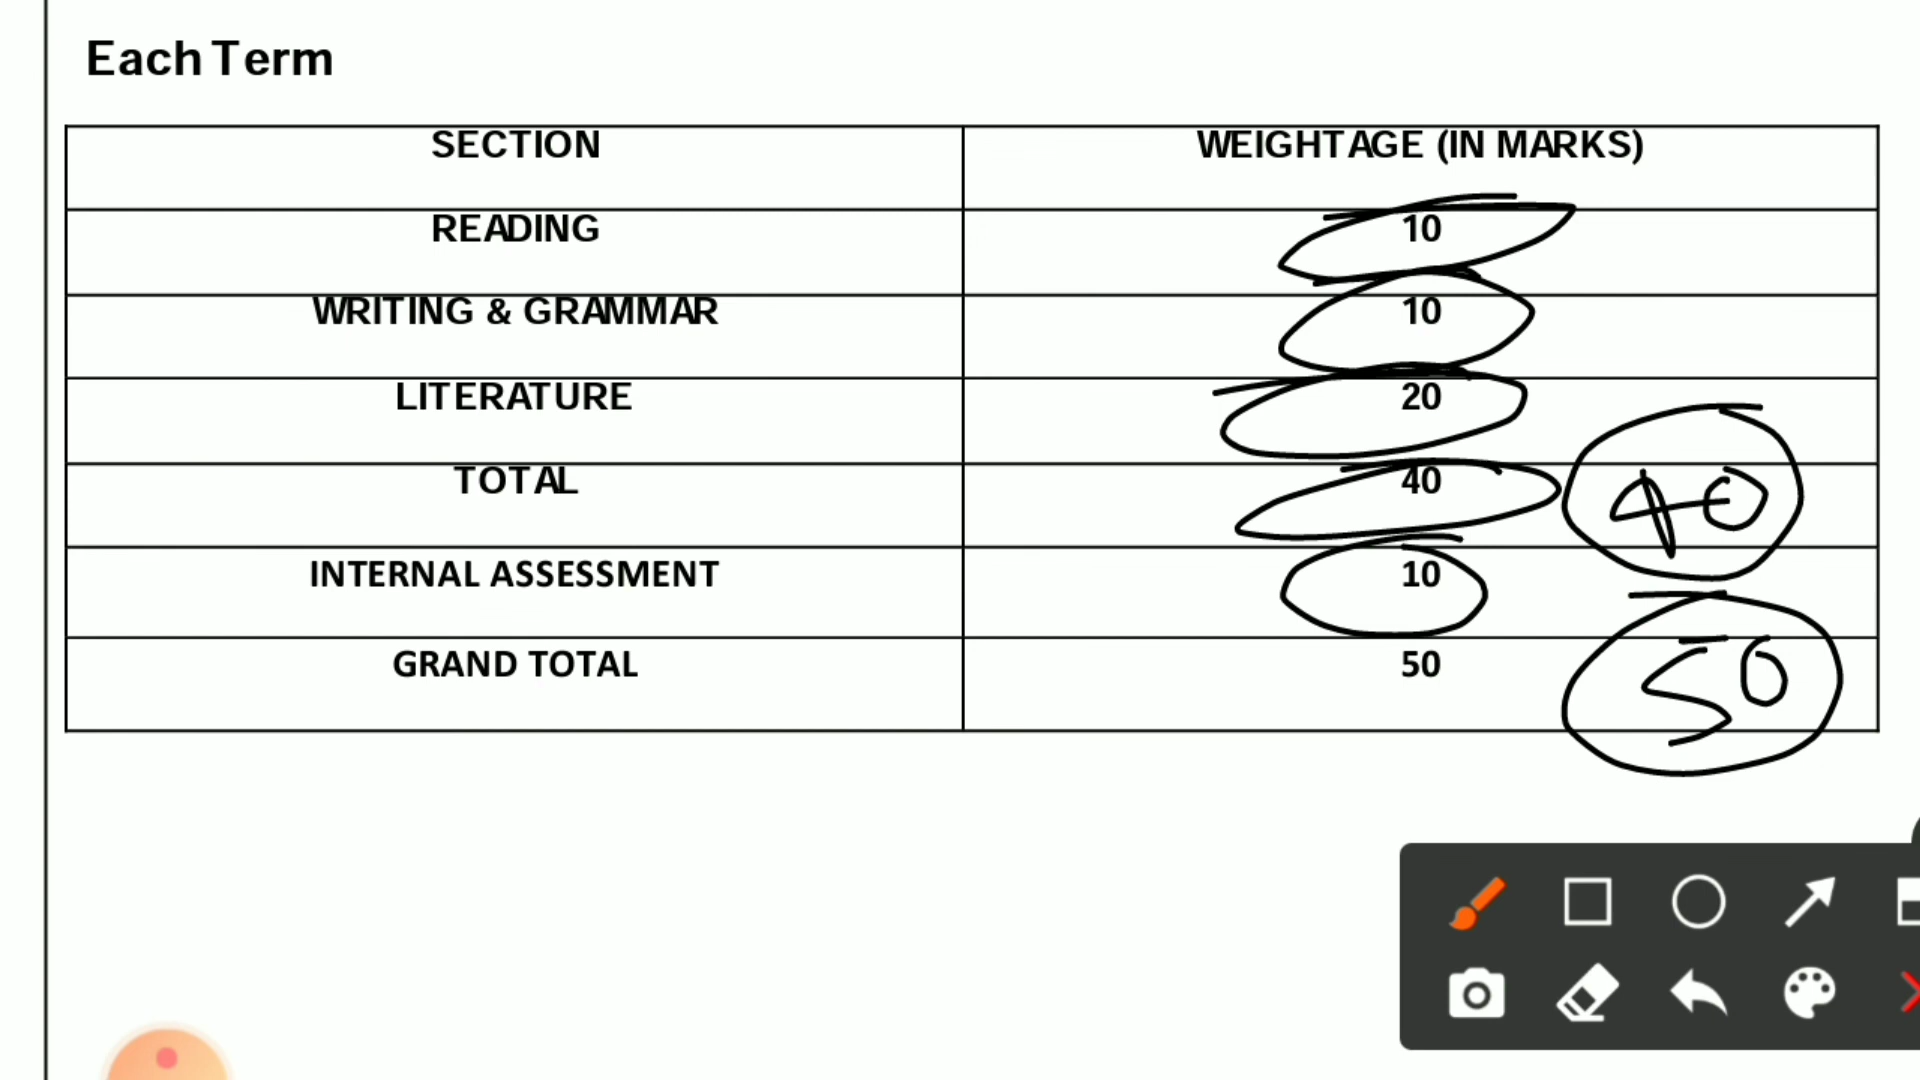 Each Term
SECTION WEIGHTAGE (IN MARKS)
READING 10
WRITING & GRAMMAR 10
LITERATURE 20
TOTAL 40 40
INTERNAL ASSESSMENT 10
GRAND TOTAL 50 50